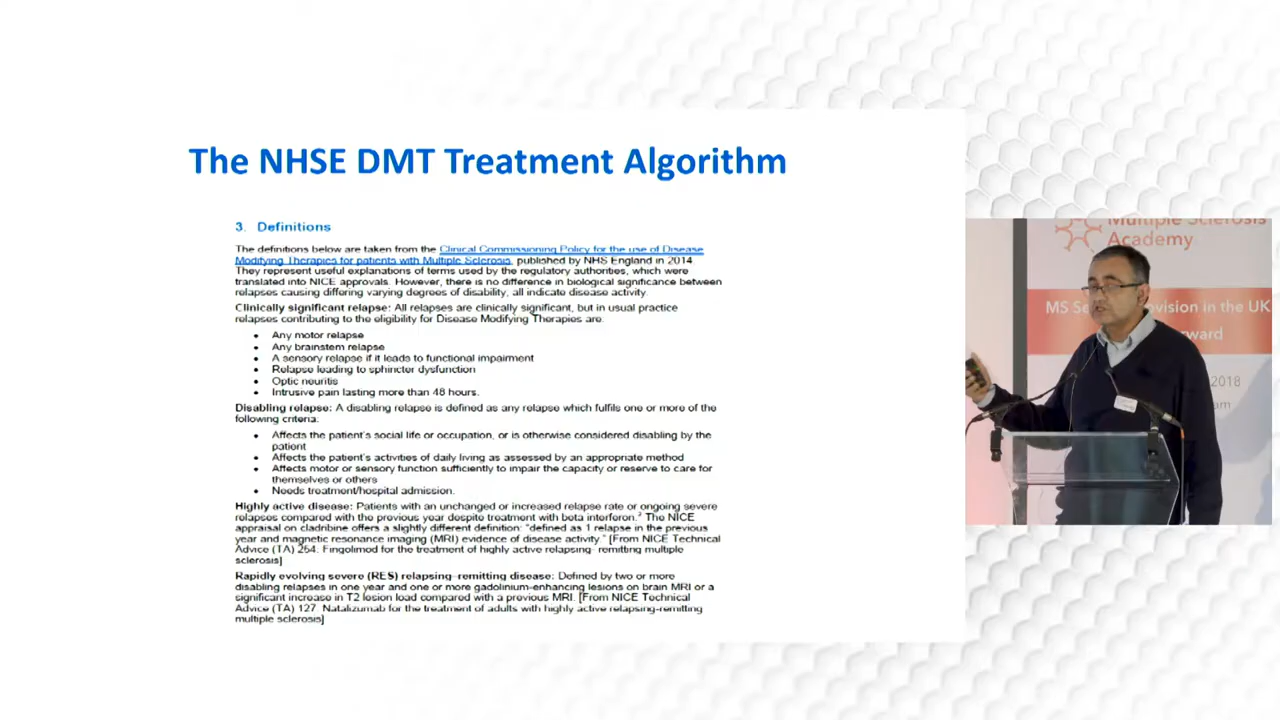 The NHSE DMT Treatment Algorithm
3. Definitions
The definitions below are taken from the Clinical Commissioning Policy for the use of Disease
Modifying Therapies for patients with Multiple Sclerosis, published by NHS England in 2014.
They represent useful explanations of terms used by the regulatory authorities, which were
translated into NICE approvals. However, there is no difference in biological significance between
relapses causing differing varying degrees of disability, all indicate disease activity.
Clinically significant relapse: All relapses are clinically significant, but in usual practice
relapses contributing to the eligibility for Disease Modifying Therapies are:
• Any motor relapse
• Any brainstem relapse
• A sensory relapse if it leads to functional impairment
• Relapse leading to sphincter dysfunction
• Optic neuritis
• Intrusive pain lasting more than 48 hours.
Disabling relapse: A disabling relapse is defined as any relapse which fulfils one or more of the
following criteria:
• Affects the patient's social life or occupation, or is otherwise considered disabling by the
patient
• Affects the patient's activities of daily living as assessed by an appropriate method
• Affects motor or sensory function sufficiently to impair the capacity or reserve to care for
themselves or others
• Needs treatment/hospital admission.
Highly active disease: Patients with an unchanged or increased relapse rate or ongoing severe
relapses compared with the previous year despite treatment with beta interferon.² The NICE
appraisal on cladribine offers a slightly different definition: "defined as 1 relapse in the previous
year and magnetic resonance imaging (MRI) evidence of disease activity." [From NICE Technical
Advice (TA) 254. Fingolimod for the treatment of highly active relapsing- remitting multiple
sclerosis]
Rapidly evolving severe (RES) relapsing–remitting disease: Defined by two or more
disabling relapses in one year and one or more gadolinium-enhancing lesions on brain MRI or a
significant increase in T2 lesion load compared with a previous MRI. [From NICE Technical
Advice (TA) 127. Natalizumab for the treatment of adults with highly active relapsing-remitting
multiple sclerosis]
Multiple Sclerosis
Academy
MS Se ovision in the UK
ward
2018
am